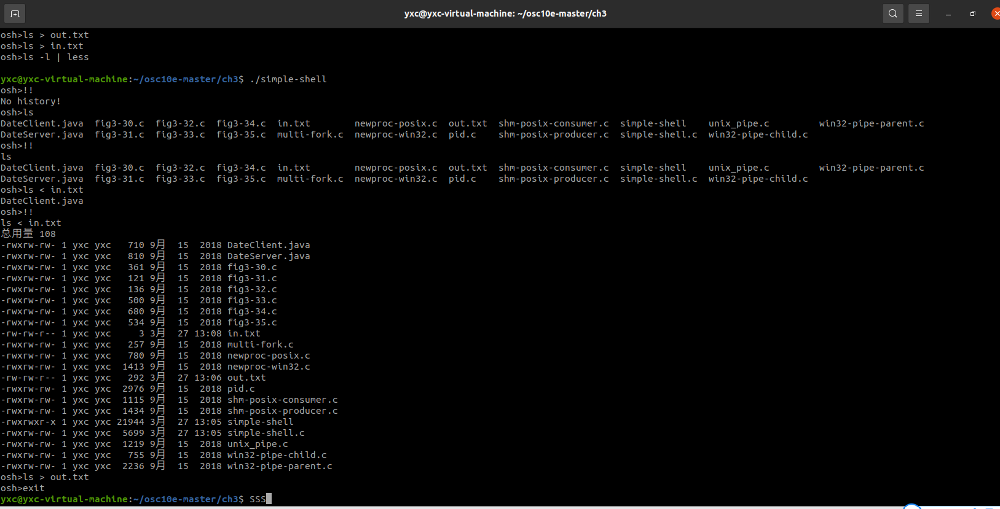 yxc@yxc-virtual-machine: ~/osc10e-master/ch3
osh>ls > out.txt
osh>ls > in.txt
osh>ls -l | less
yxc@yxc-virtual-machine:~/osc10e-master/ch3$ ./simple-shell
osh>!!
No history!
osh>ls
DateClient.java  fig3-30.c  fig3-32.c  fig3-34.c  in.txt        newproc-posix.c  out.txt  shm-posix-consumer.c  simple-shell    unix_pipe.c         win32-pipe-parent.c
DateServer.java  fig3-31.c  fig3-33.c  fig3-35.c  multi-fork.c  newproc-win32.c  pid.c    shm-posix-producer.c  simple-shell.c  win32-pipe-child.c
osh>!!
ls
DateClient.java  fig3-30.c  fig3-32.c  fig3-34.c  in.txt        newproc-posix.c  out.txt  shm-posix-consumer.c  simple-shell    unix_pipe.c         win32-pipe-parent.c
DateServer.java  fig3-31.c  fig3-33.c  fig3-35.c  multi-fork.c  newproc-win32.c  pid.c    shm-posix-producer.c  simple-shell.c  win32-pipe-child.c
osh>ls < in.txt
DateClient.java
osh>!!
ls < in.txt
总用量 108
-rwxrw-rw- 1 yxc yxc   710 9月  15  2018 DateClient.java
-rwxrw-rw- 1 yxc yxc   810 9月  15  2018 DateServer.java
-rwxrw-rw- 1 yxc yxc   361 9月  15  2018 fig3-30.c
-rwxrw-rw- 1 yxc yxc   121 9月  15  2018 fig3-31.c
-rwxrw-rw- 1 yxc yxc   136 9月  15  2018 fig3-32.c
-rwxrw-rw- 1 yxc yxc   500 9月  15  2018 fig3-33.c
-rwxrw-rw- 1 yxc yxc   680 9月  15  2018 fig3-34.c
-rwxrw-rw- 1 yxc yxc   534 9月  15  2018 fig3-35.c
-rw-rw-r-- 1 yxc yxc     3 3月  27 13:08 in.txt
-rwxrw-rw- 1 yxc yxc   257 9月  15  2018 multi-fork.c
-rwxrw-rw- 1 yxc yxc   780 9月  15  2018 newproc-posix.c
-rwxrw-rw- 1 yxc yxc  1413 9月  15  2018 newproc-win32.c
-rw-rw-r-- 1 yxc yxc   292 3月  27 13:06 out.txt
-rwxrw-rw- 1 yxc yxc  2976 9月  15  2018 pid.c
-rwxrw-rw- 1 yxc yxc  1115 9月  15  2018 shm-posix-consumer.c
-rwxrw-rw- 1 yxc yxc  1434 9月  15  2018 shm-posix-producer.c
-rwxrwxr-x 1 yxc yxc 21944 3月  27 13:05 simple-shell
-rwxrw-rw- 1 yxc yxc  5699 3月  27 13:05 simple-shell.c
-rwxrw-rw- 1 yxc yxc  1219 9月  15  2018 unix_pipe.c
-rwxrw-rw- 1 yxc yxc   755 9月  15  2018 win32-pipe-child.c
-rwxrw-rw- 1 yxc yxc  2236 9月  15  2018 win32-pipe-parent.c
osh>ls > out.txt
osh>exit
yxc@yxc-virtual-machine:~/osc10e-master/ch3$ SSS